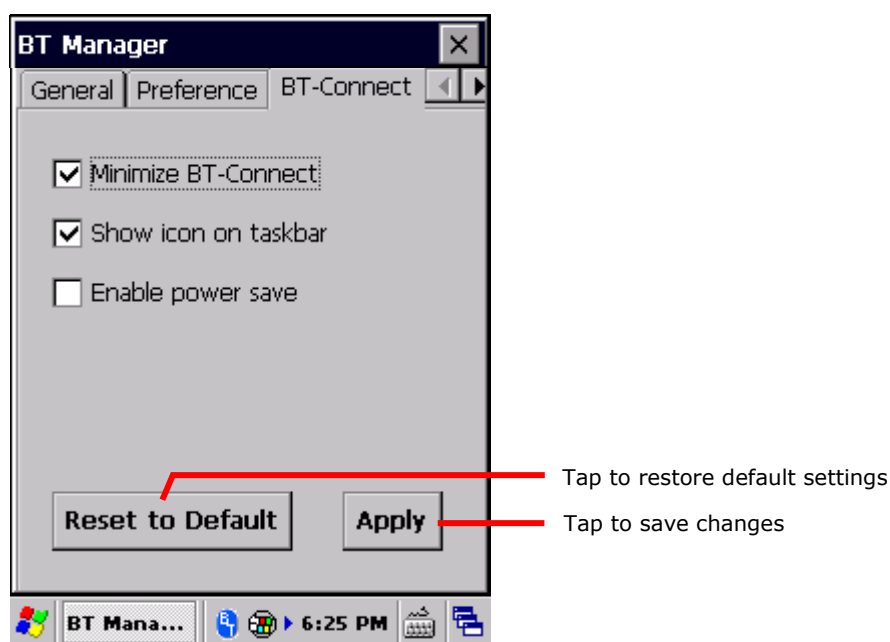 BT Manager
General Preference BT-Connect
Minimize BT-Connect
Show icon on taskbar
Enable power save
Tap to restore default settings
Reset to Default Apply
Tap to save changes
BT Mana... 6:25 PM